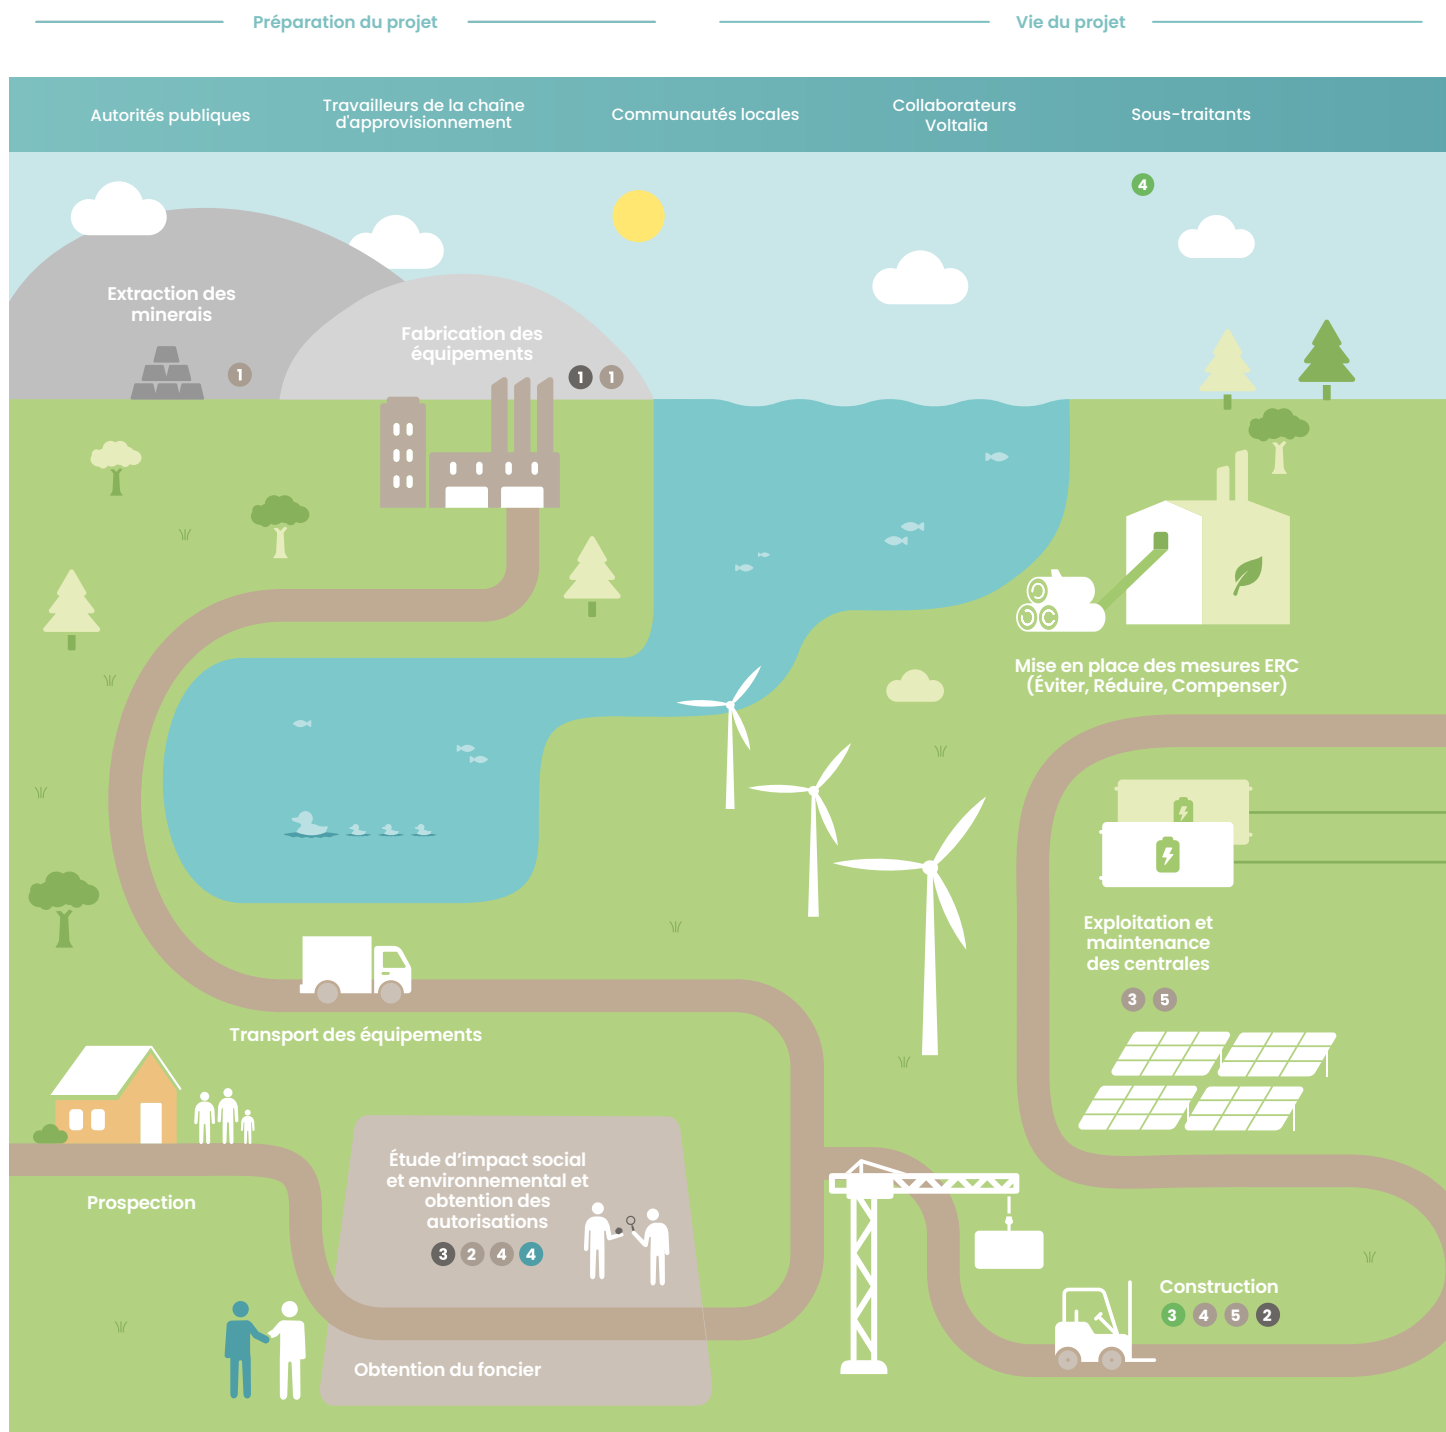 Préparation du projet
Vie du projet
Autorités publiques
Travailleurs de la chaîne
d'approvisionnement
Communautés locales
Collaborateurs
Voltalia
Sous-traitants
4
Extraction des
minerais
1
Fabrication des
équipements
1 1
Mise en place des mesures ERC
(Éviter, Réduire, Compenser)
Exploitation et
maintenance
des centrales
3 5
Transport des équipements
Prospection
Étude d’impact social
et environnemental et
obtention des
autorisations
3 2 4 4
Construction
3 4 5 2
Obtention du foncier